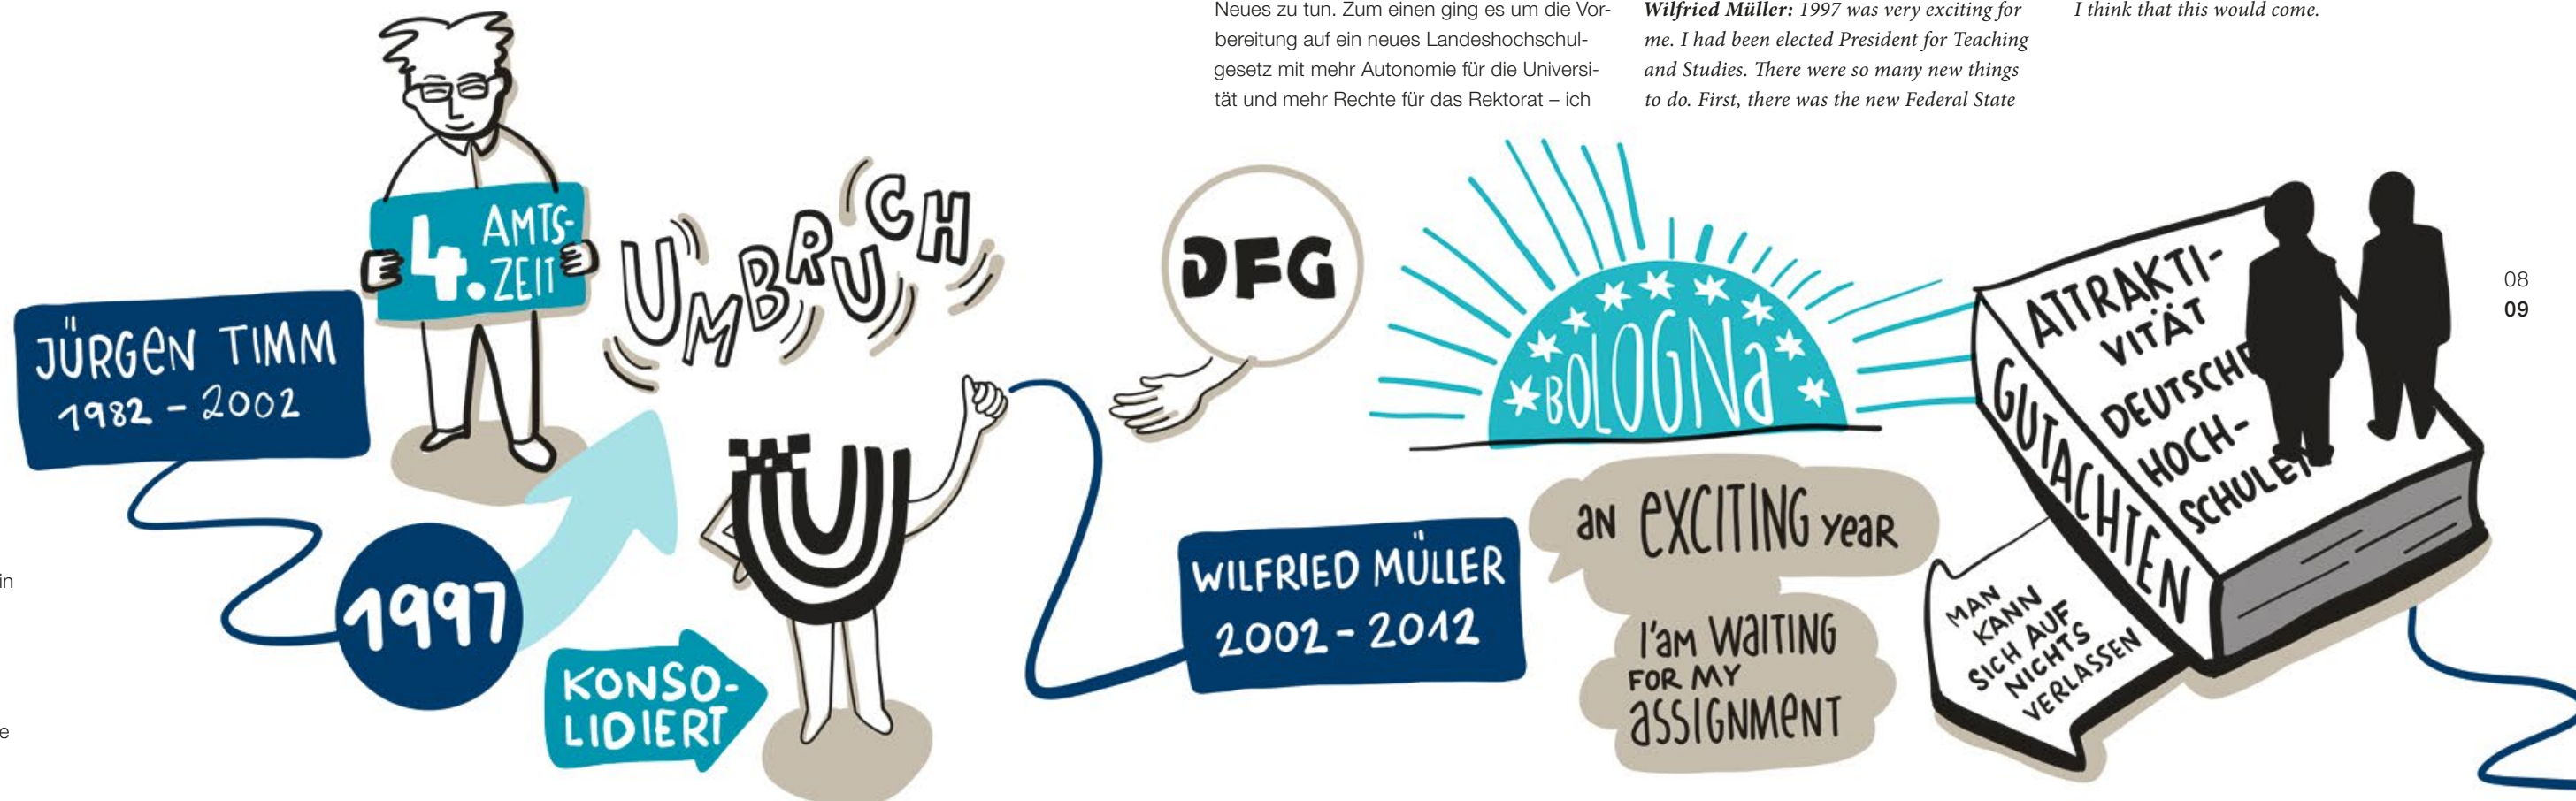 Neues zu tun. Zum einen ging es um die Vor-
bereitung auf ein neues Landeshochschul-
gesetz mit mehr Autonomie für die Universi-
tät und mehr Rechte für das Rektorat – ich
Wilfried Müller: 1997 was very exciting for
me. I had been elected President for Teaching
and Studies. There were so many new things
to do. First, there was the new Federal State
I think that this would come.
08
09
in
e
JÜRGEN TIMM
1982 – 2002
4. AMTS-
ZEIT
UMBRUCH
1997
KONSO-
LIDIERT
DFG
WILFRIED MÜLLER
2002 – 2012
BOLOGNA
AN EXCITING YEAR
I'AM WAITING
FOR MY
ASSIGNMENT
ATTRAKTI-
VITÄT
DEUTSCHE
HOCH-
SCHULEN
GUTACHTEN
MAN
KANN
SICH AUF
NICHTS
VERLASSEN